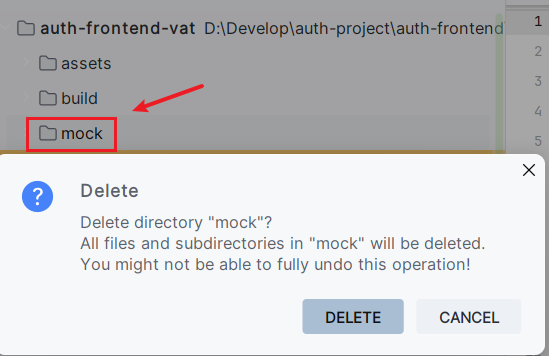 auth-frontend-vat D:\Develop\auth-project\auth-frontend
1
assets
2
build
3
mock
4
5
Delete
Delete directory "mock"?
All files and subdirectories in "mock" will be deleted.
You might not be able to fully undo this operation!
DELETE CANCEL